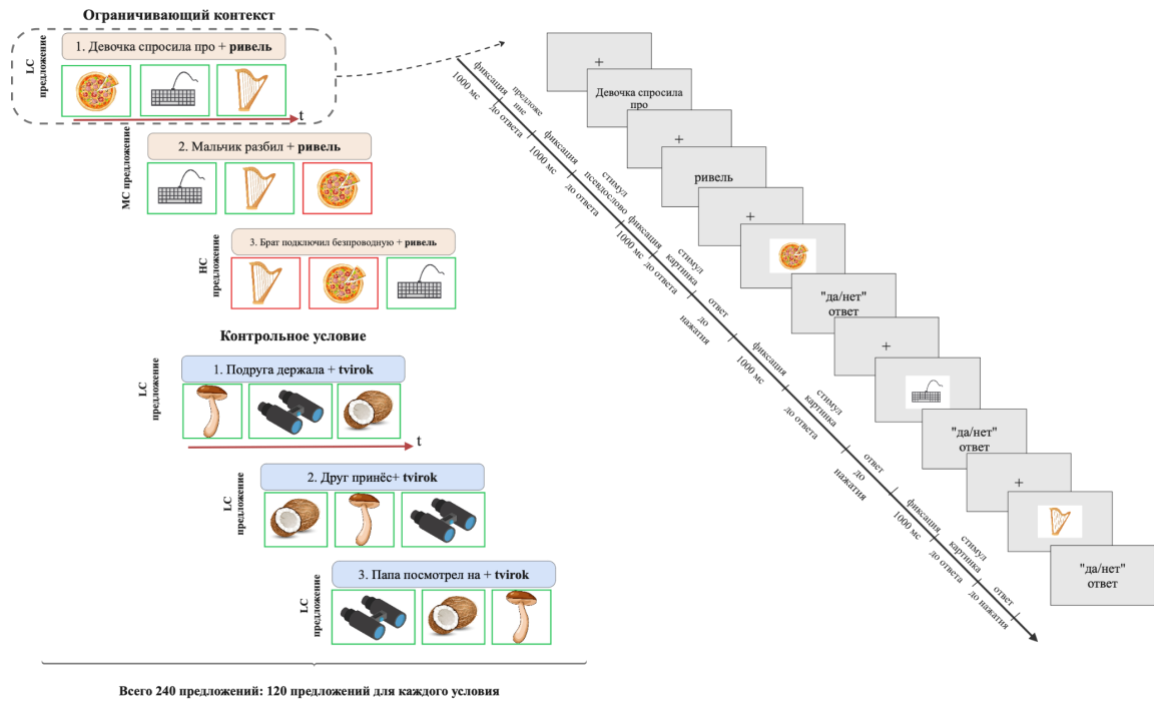 Ограничивающий контекст
LC
предложение
1. Девочка спросила про + ривель
t
MC предложение
2. Мальчик разбил + ривель
HC
предложение
3. Брат подключил безпроводную + ривель
Контрольное условие
LC
предложение
1. Подруга держала + tvirok
t
LC
предложение
2. Друг принёс+ tvirok
LC
предложение
3. Папа посмотрел на + tvirok
Всего 240 предложений: 120 предложений для каждого условия
+
Девочка спросила
про
+
ривель
+
"да/нет"
ответ
+
"да/нет"
ответ
+
"да/нет"
ответ
фиксация
1000 мс
предложе
ние
до ответа
фиксация
1000 мс
стимул
псевдослово
до ответа
фиксация
1000 мс
стимул
картинка
до ответа
ответ
до
нажатия
фиксация
1000 мс
стимул
картинка
до ответа
ответ
до
нажатия
фиксация
1000 мс
стимул
картинка
до ответа
ответ
до нажатия